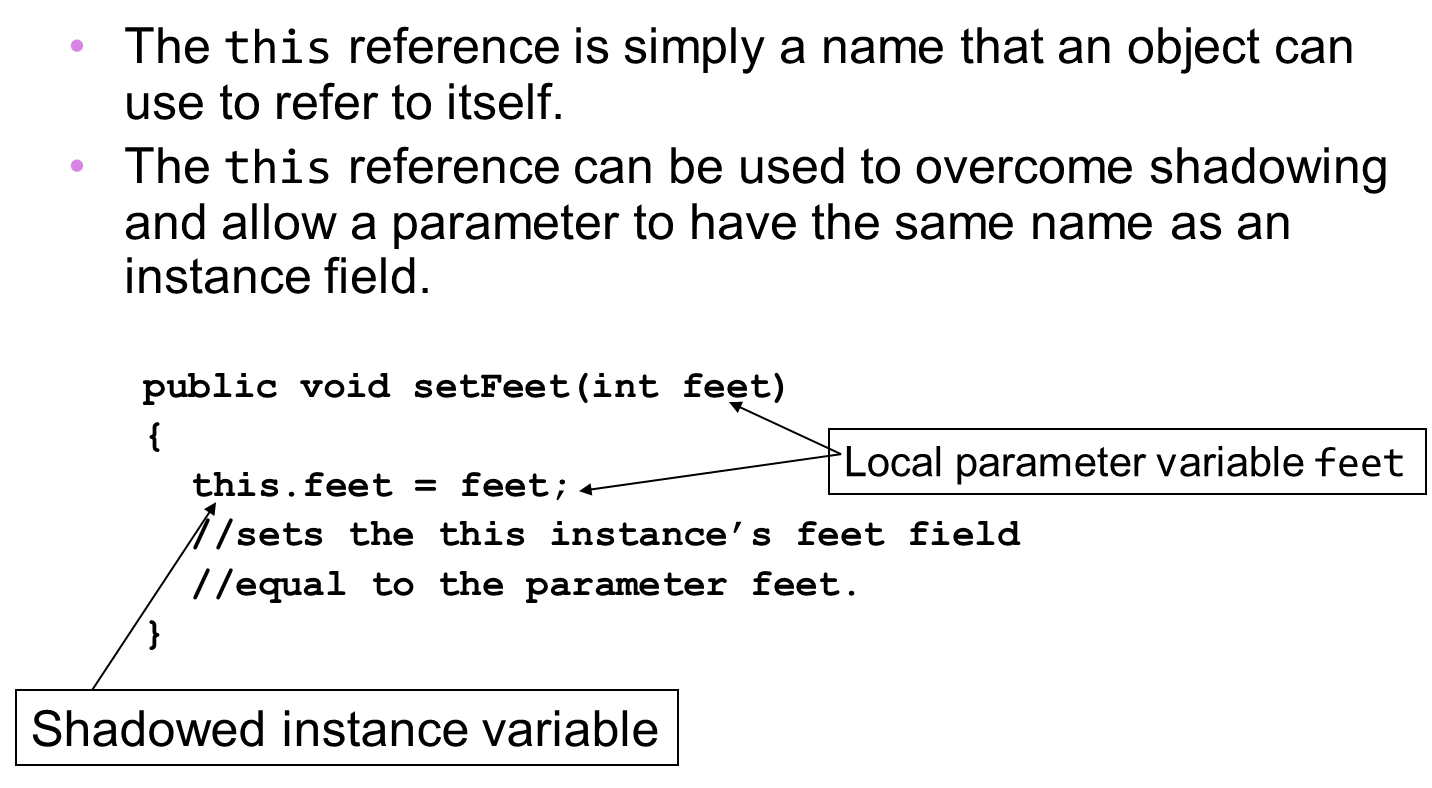 • The this reference is simply a name that an object can
use to refer to itself.
• The this reference can be used to overcome shadowing
and allow a parameter to have the same name as an
instance field.
public void setFeet(int feet)
{
Local parameter variable feet
this.feet = feet;
//sets the this instance’s feet field
//equal to the parameter feet.
}
Shadowed instance variable